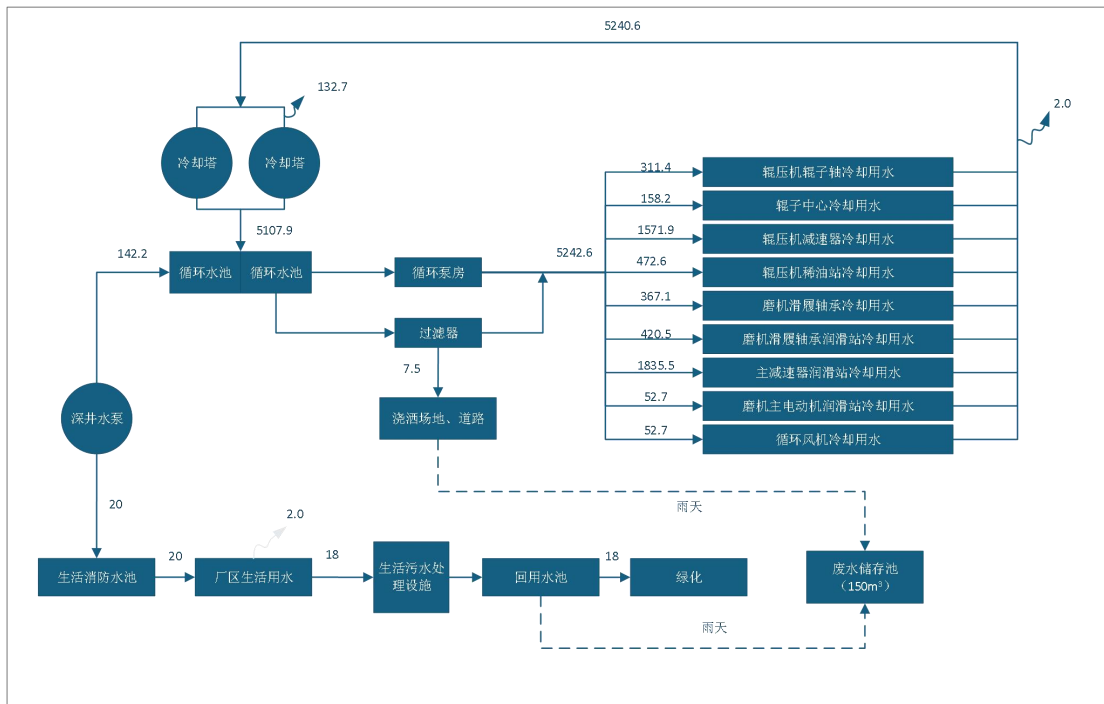 5240.6
132.7
2.0
冷却塔
冷却塔
311.4
辊压机辊子轴冷却用水
158.2
辊子中心冷却用水
5107.9
1571.9
辊压机减速器冷却用水
142.2
5242.6
循环水池
循环水池
循环泵房
472.6
辊压机稀油站冷却用水
367.1
磨机滑履轴承冷却用水
过滤器
420.5
磨机滑履轴承润滑站冷却用水
7.5
1835.5
主减速器润滑站冷却用水
深井水泵
浇洒场地、道路
52.7
磨机主电动机润滑站冷却用水
52.7
循环风机冷却用水
20
雨天
2.0
20
18
18
生活消防水池
厂区生活用水
生活污水处
理设施
回用水池
绿化
废水储存池
（150m³）
雨天